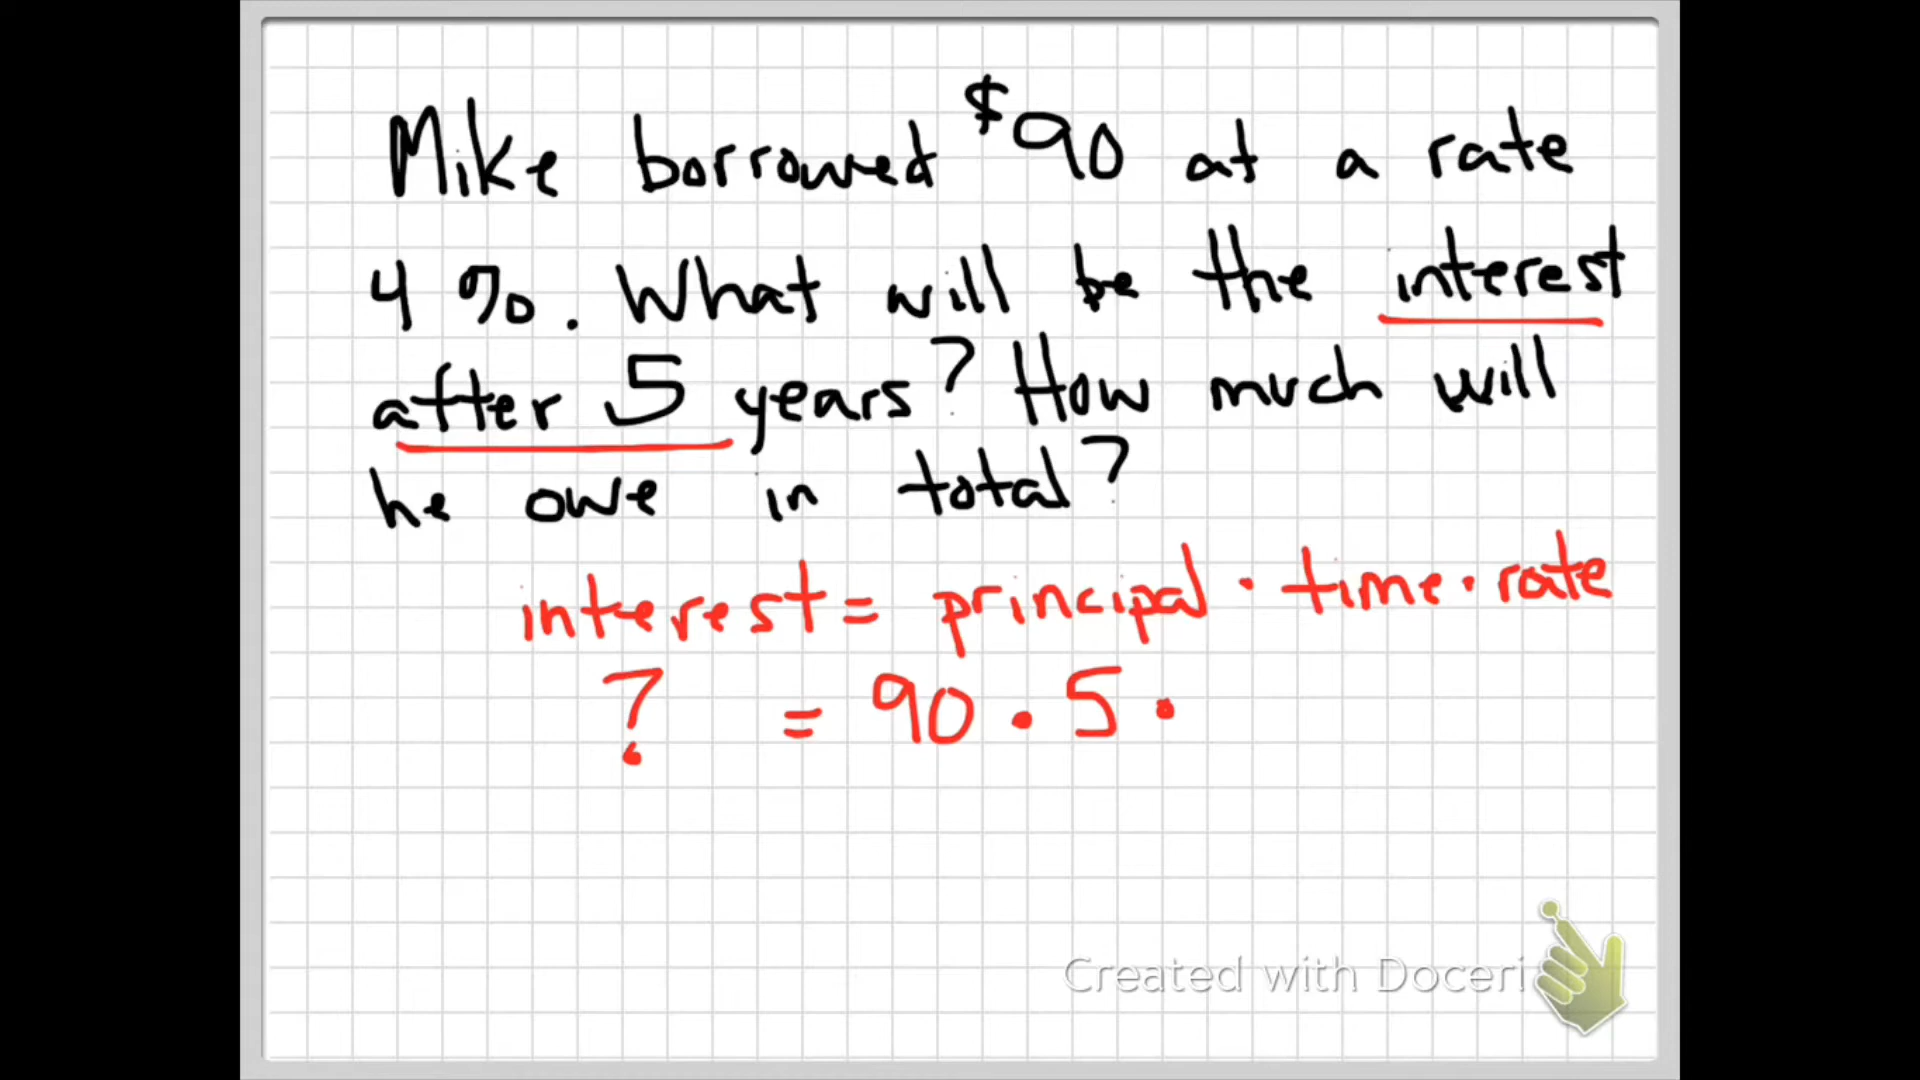 Mike borrowed $90 at a rate
4%. What will be the interest
after 5 years? How much will
he owe in total?
interest = principal · time · rate
? = 90 · 5 ·
Created with Doceri